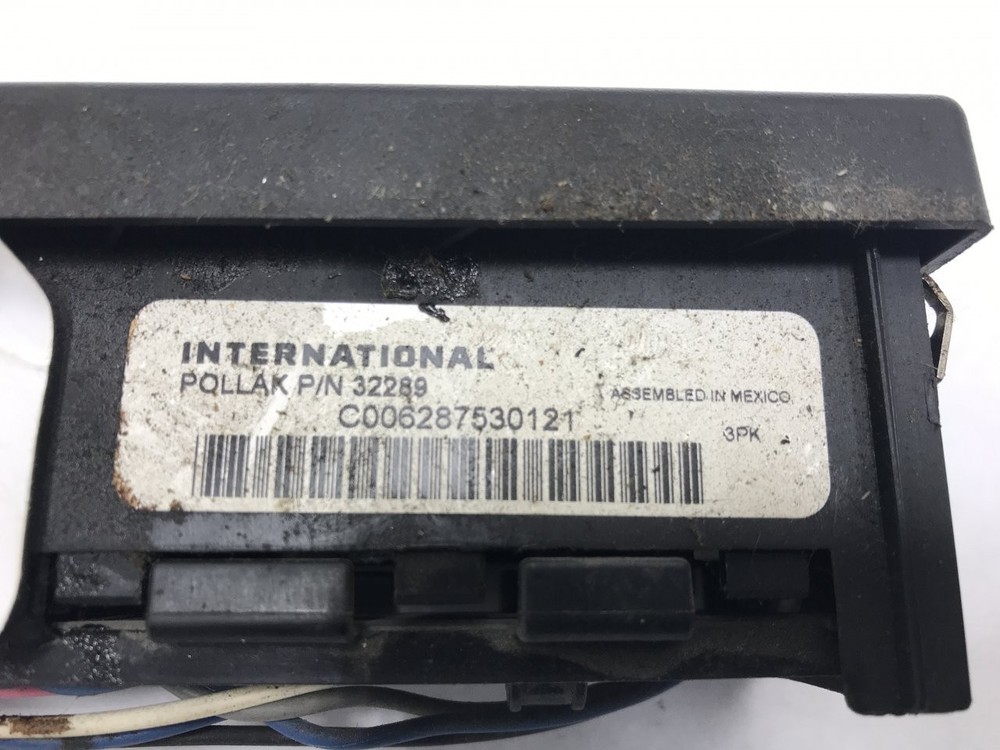 INTERNATIONAL
POLLAK P/N 32289
ASSEMBLED IN MEXICO
C006287530121
3PK